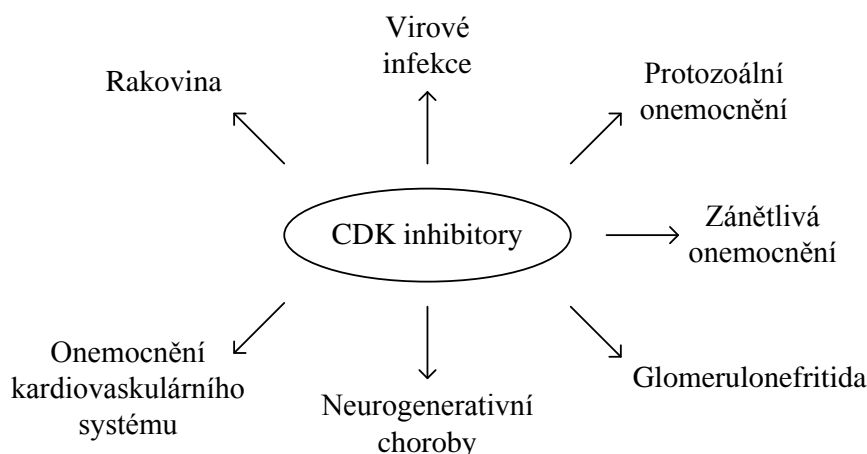 Virové
infekce
Rakovina
Protozoální
onemocnění
CDK inhibitory
Zánětlivá
onemocnění
Onemocnění
kardiovaskulárního
systému
Neurogenerativní
choroby
Glomerulonefritida